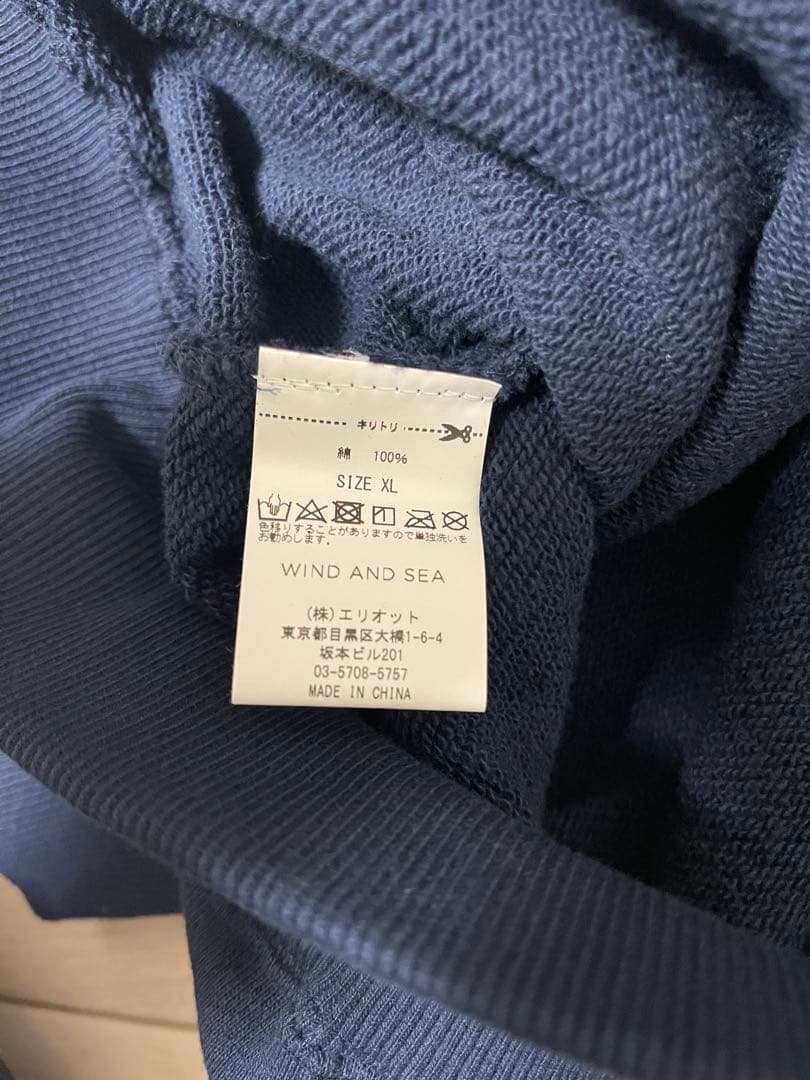 キリトリ
綿 100%
SIZE XL
色移りすることがありますので単独洗いを
お勧めします。
WIND AND SEA
(株)エリオット
東京都目黒区大橋1-6-4
坂本ビル201
03-5708-5757
MADE IN CHINA